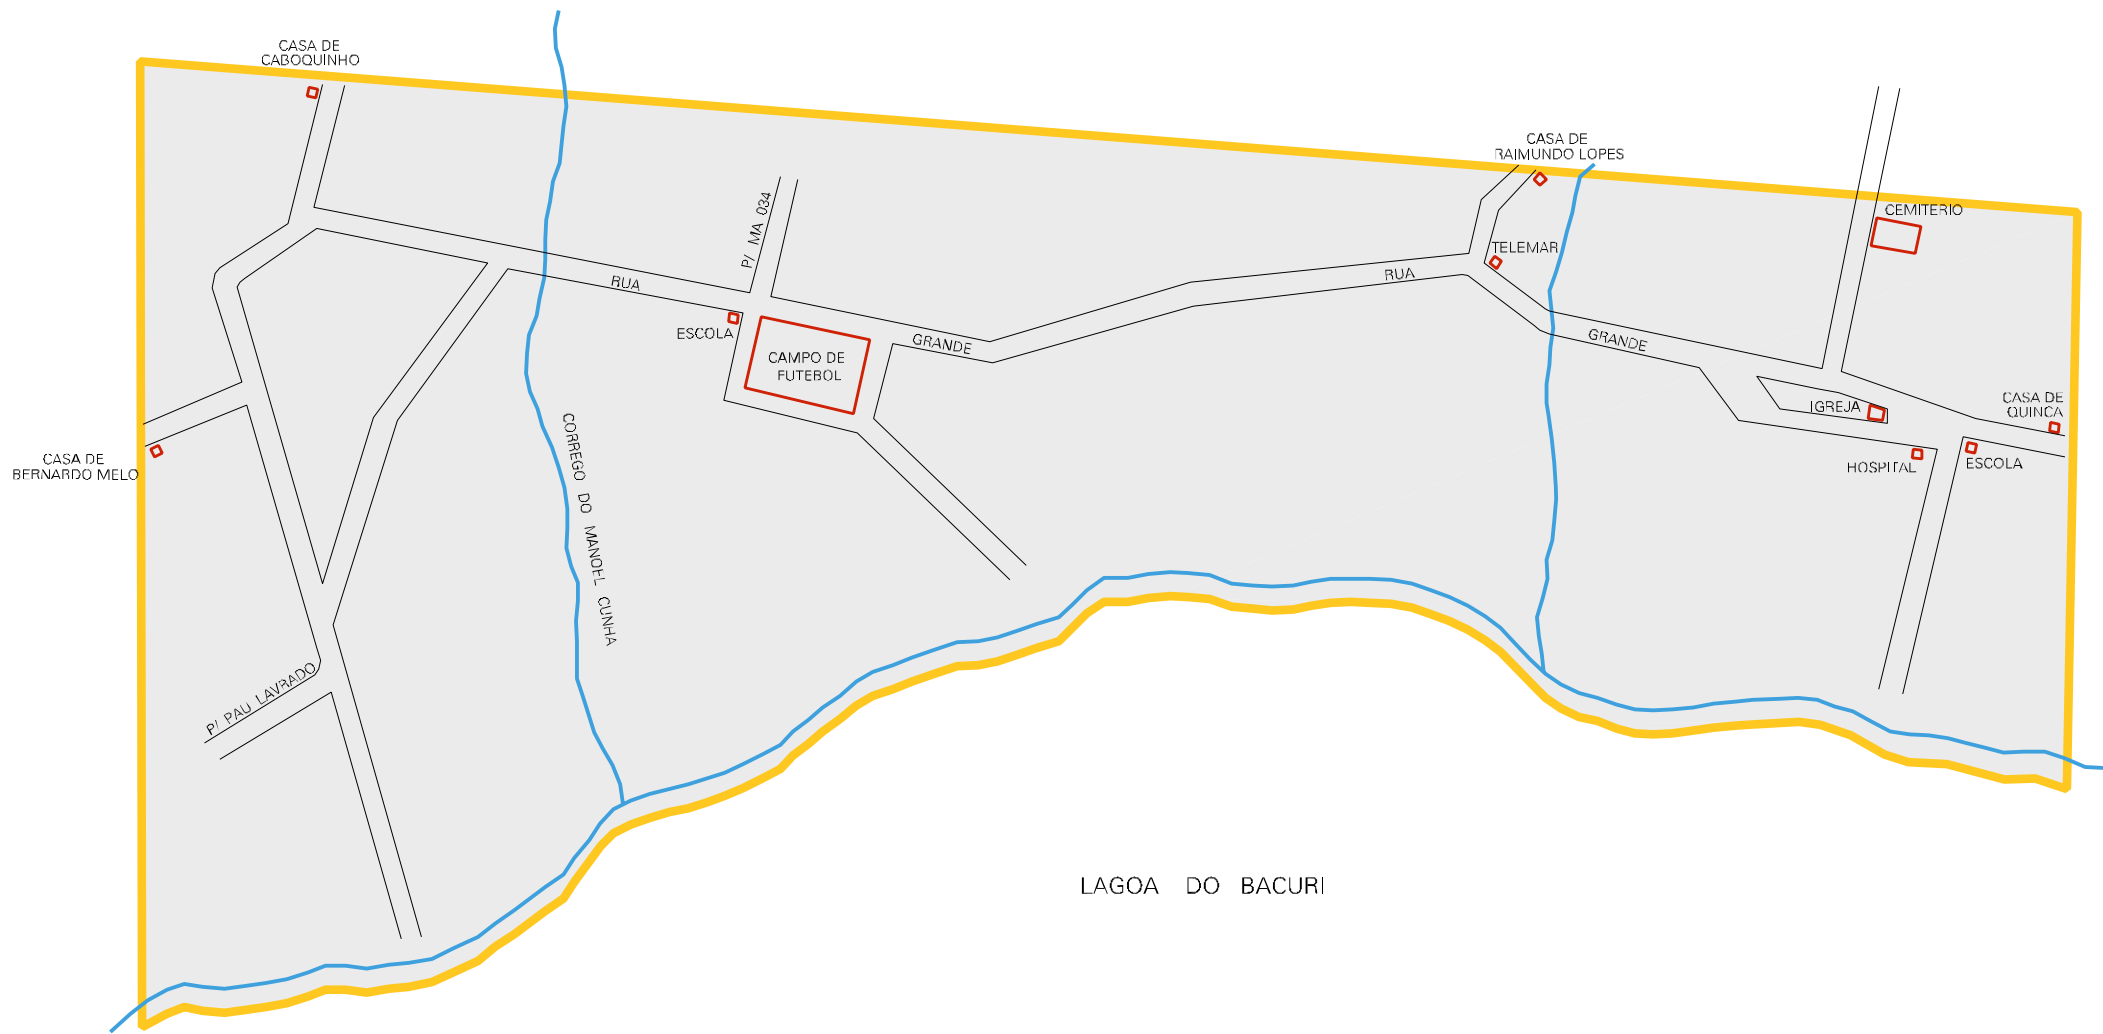 CASA DE
CABOQUINHO
CASA DE
RAIMUNDO LOPES
P/ MA 034
CEMITERIO
TELEMAR
RUA
RUA
ESCOLA
GRANDE
GRANDE
CAMPO DE
FUTEBOL
CASA DE
QUINCA
IGREJA
CASA DE
BERNARDO MELO
HOSPITAL
ESCOLA
CORREGO DO MANOEL CUNHA
P/ PAU LAVRADO
LAGOA DO BACURI